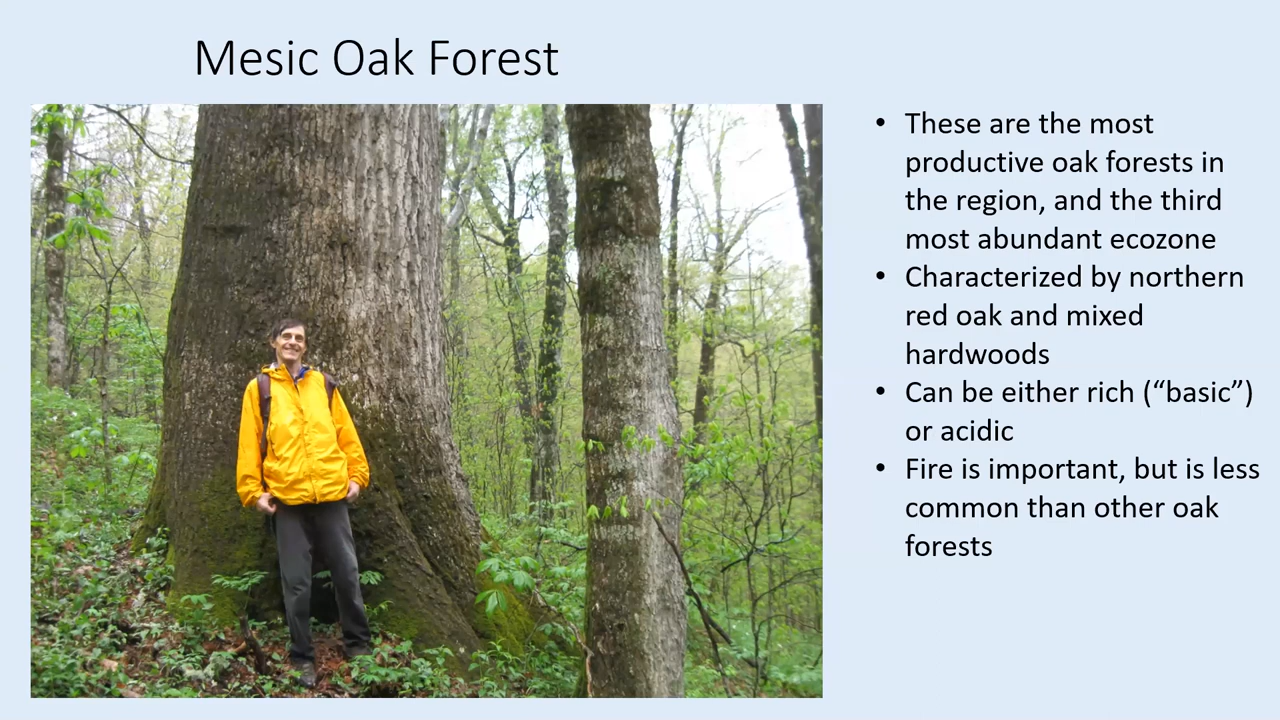 Mesic Oak Forest
• These are the most
productive oak forests in
the region, and the third
most abundant ecozone
• Characterized by northern
red oak and mixed
hardwoods
• Can be either rich (“basic”)
or acidic
• Fire is important, but is less
common than other oak
forests